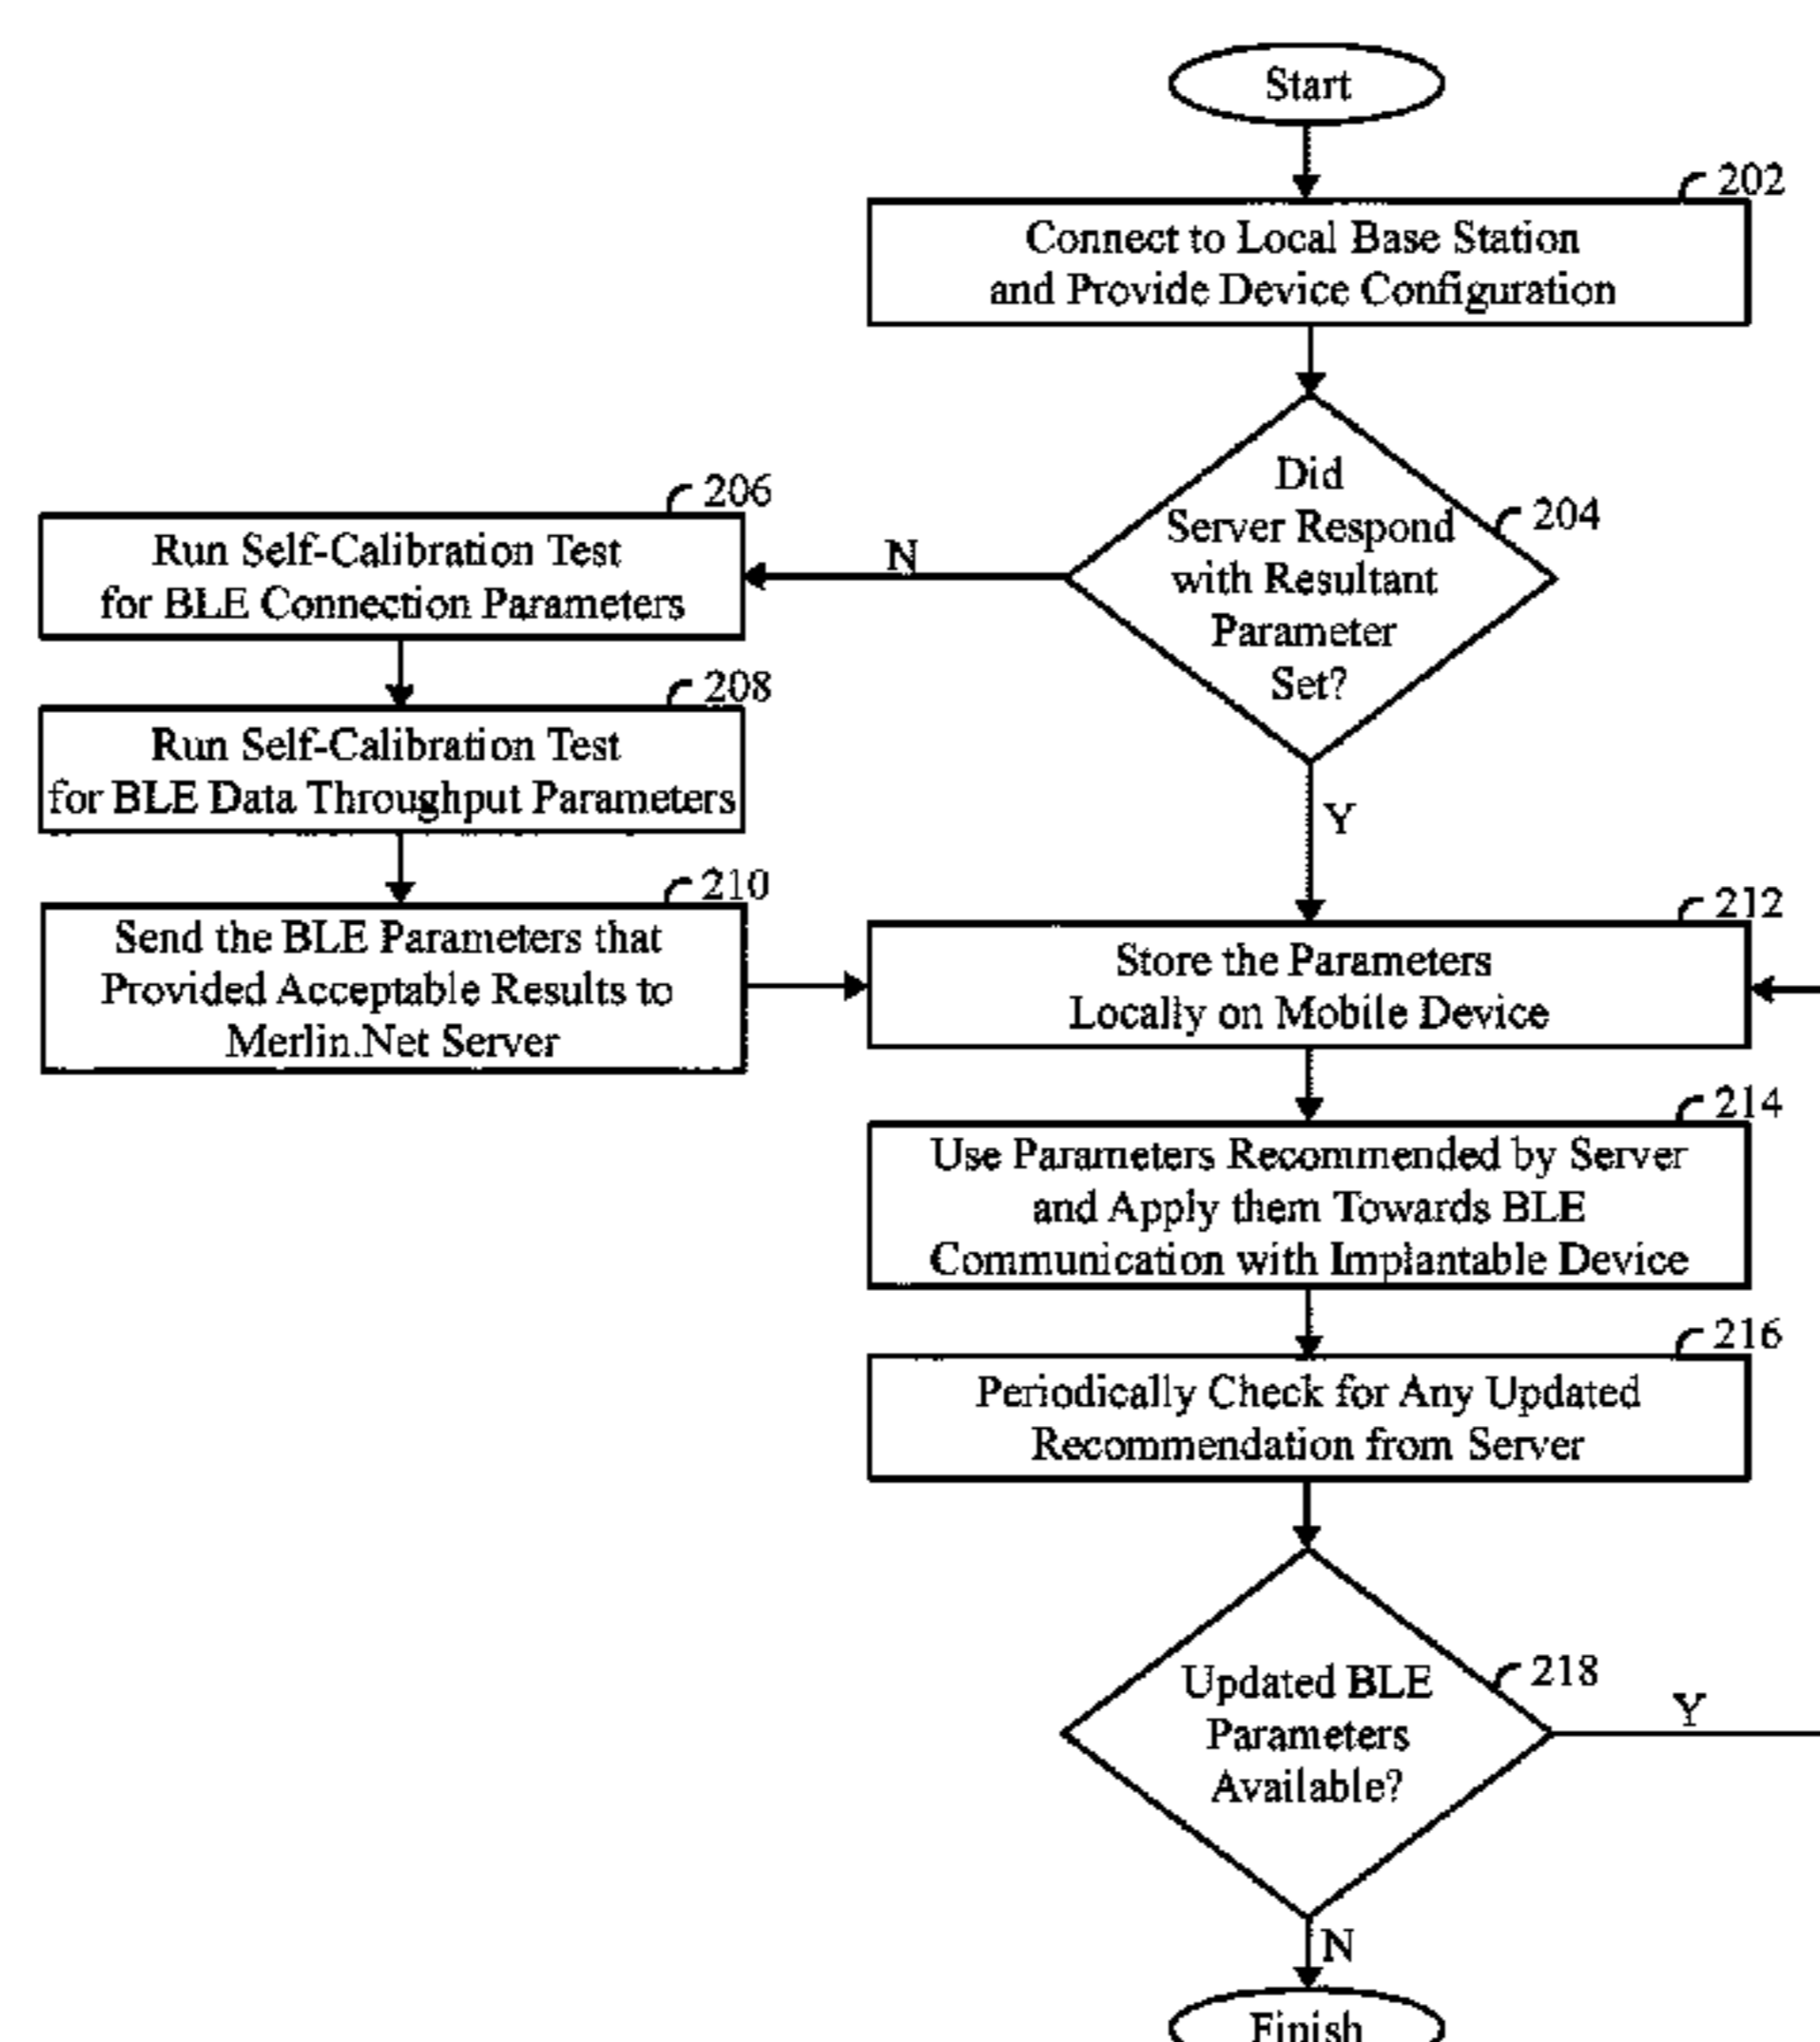 Start
202
Connect to Local Base Station
and Provide Device Configuration
Did
Server Respond
with Resultant
Parameter
Set?
204
N
206
Run Self-Calibration Test
for BLE Connection Parameters
208
Run Self-Calibration Test
for BLE Data Throughput Parameters
210
Send the BLE Parameters that
Provided Acceptable Results to
Merlin.Net Server
Y
212
Store the Parameters
Locally on Mobile Device
214
Use Parameters Recommended by Server
and Apply them Towards BLE
Communication with Implantable Device
216
Periodically Check for Any Updated
Recommendation from Server
218
Updated BLE
Parameters
Available?
Y
N
Finish